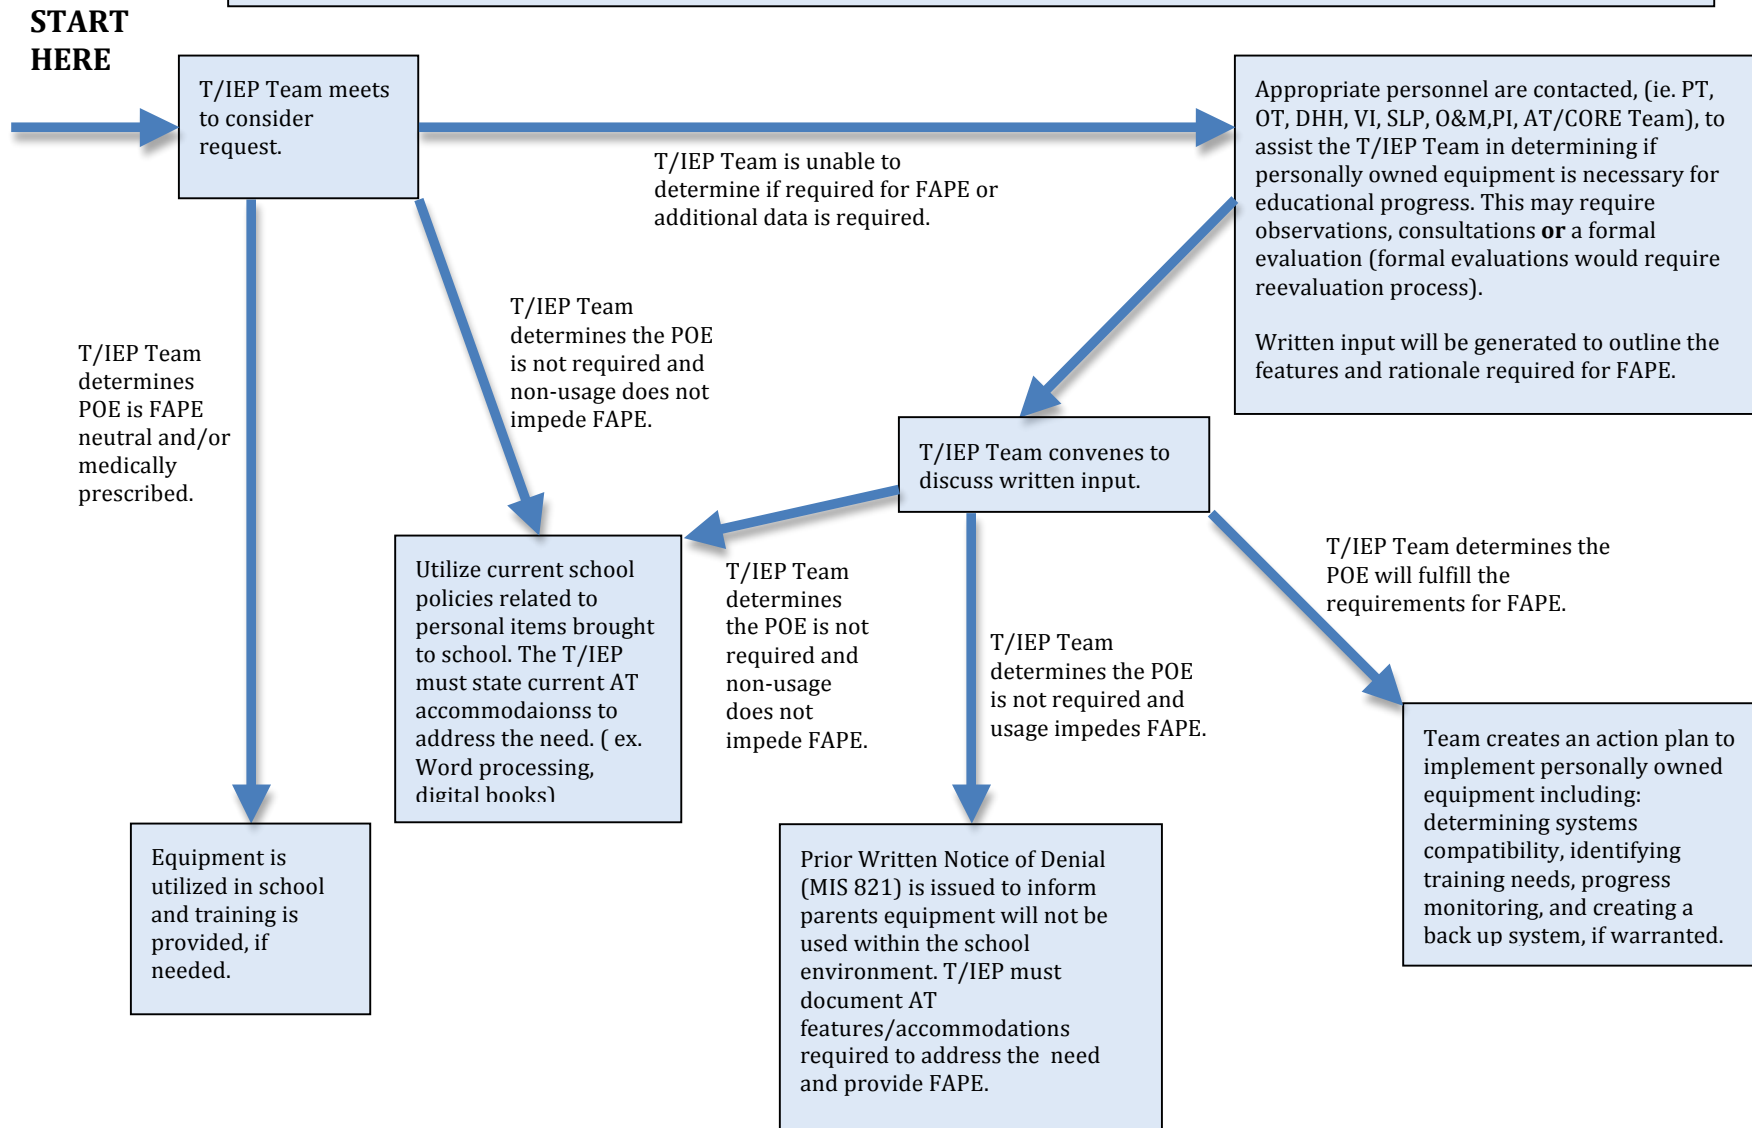 START
HERE
T/IEP Team meets
to consider
request.
T/IEP Team is unable to
determine if required for FAPE or
additional data is required.
Appropriate personnel are contacted, (ie. PT,
OT, DHH, VI, SLP, O&M,PI, AT/CORE Team), to
assist the T/IEP Team in determining if
personally owned equipment is necessary for
educational progress. This may require
observations, consultations or a formal
evaluation (formal evaluations would require
reevaluation process).
Written input will be generated to outline the
features and rationale required for FAPE.
T/IEP Team
determines
POE is FAPE
neutral and/or
medically
prescribed.
T/IEP Team
determines the POE
is not required and
non-usage does not
impede FAPE.
T/IEP Team convenes to
discuss written input.
Utilize current school
policies related to
personal items brought
to school. The T/IEP
must state current AT
accommodaionss to
address the need. ( ex.
Word processing,
digital books)
T/IEP Team
determines
the POE is not
required and
non-usage
does not
impede FAPE.
T/IEP Team
determines the POE
is not required and
usage impedes FAPE.
T/IEP Team determines the
POE will fulfill the
requirements for FAPE.
Equipment is
utilized in school
and training is
provided, if
needed.
Prior Written Notice of Denial
(MIS 821) is issued to inform
parents equipment will not be
used within the school
environment. T/IEP must
document AT
features/accommodations
required to address the  need
and provide FAPE.
Team creates an action plan to
implement personally owned
equipment including:
determining systems
compatibility, identifying
training needs, progress
monitoring, and creating a
back up system, if warranted.